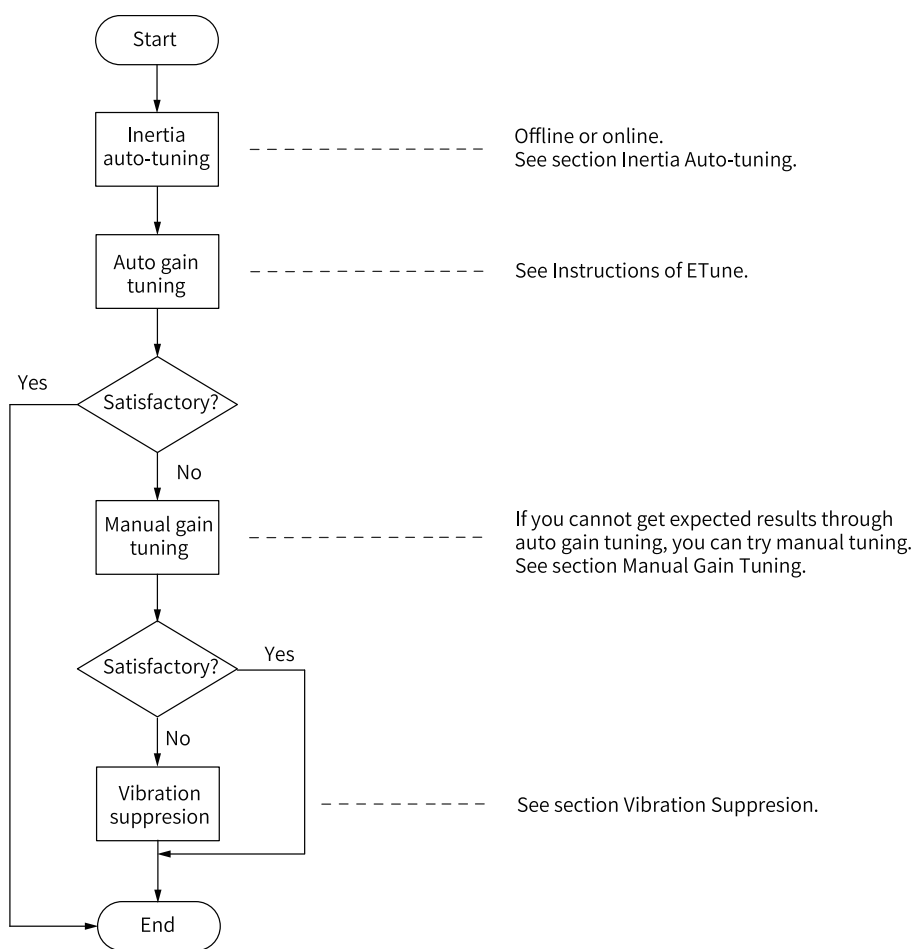 Start
Inertia
auto-tuning
Offline or online.
See section Inertia Auto-tuning.
Auto gain
tuning
See Instructions of ETune.
Yes
Satisfactory?
No
Manual gain
tuning
If you cannot get expected results through
auto gain tuning, you can try manual tuning.
See section Manual Gain Tuning.
Satisfactory?
Yes
No
Vibration
suppresion
See section Vibration Suppresion.
End